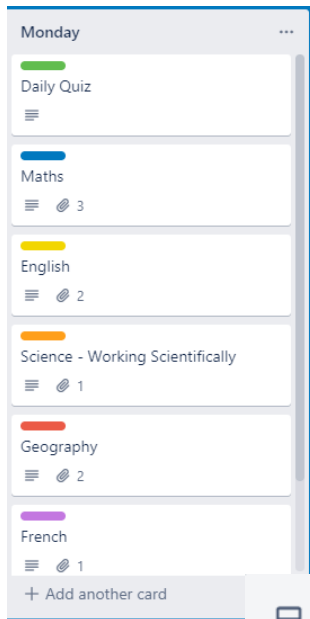 Monday
Daily Quiz
Maths
3
English
2
Science - Working Scientifically
1
Geography
2
French
1
+ Add another card